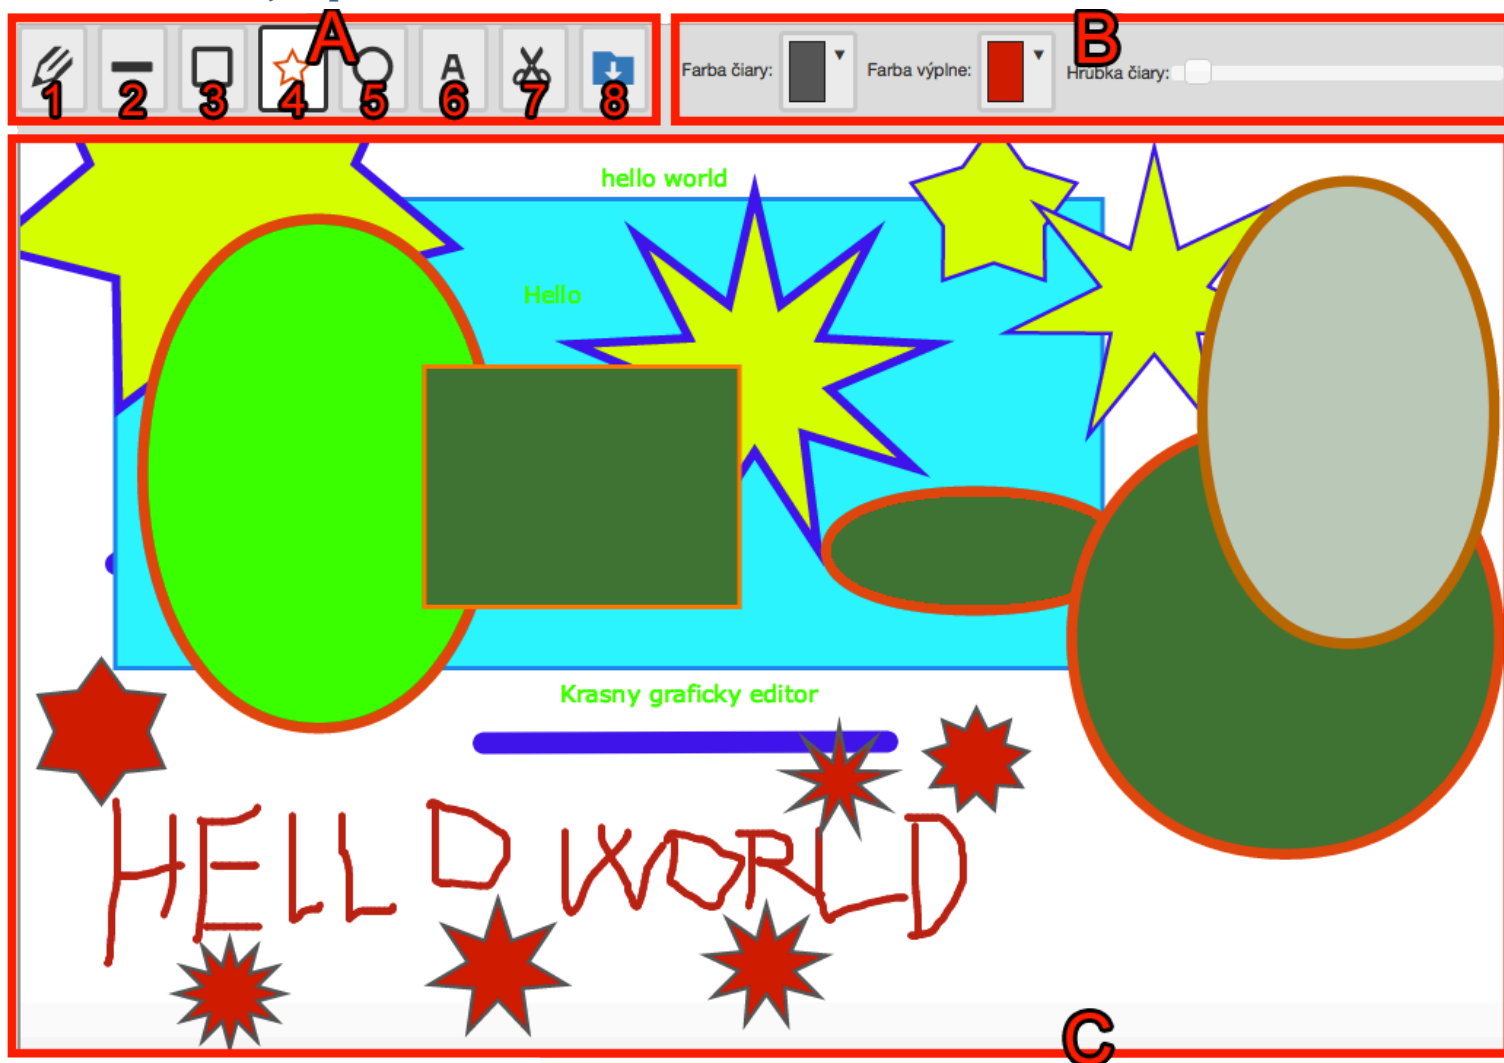 A
B
1 2 3 4 5 A 6 7 8
Farba čiary: Farba výplne: Hrúbka čiary:
hello world
Hello
Krasny graficky editor
HELLO WORLD
C